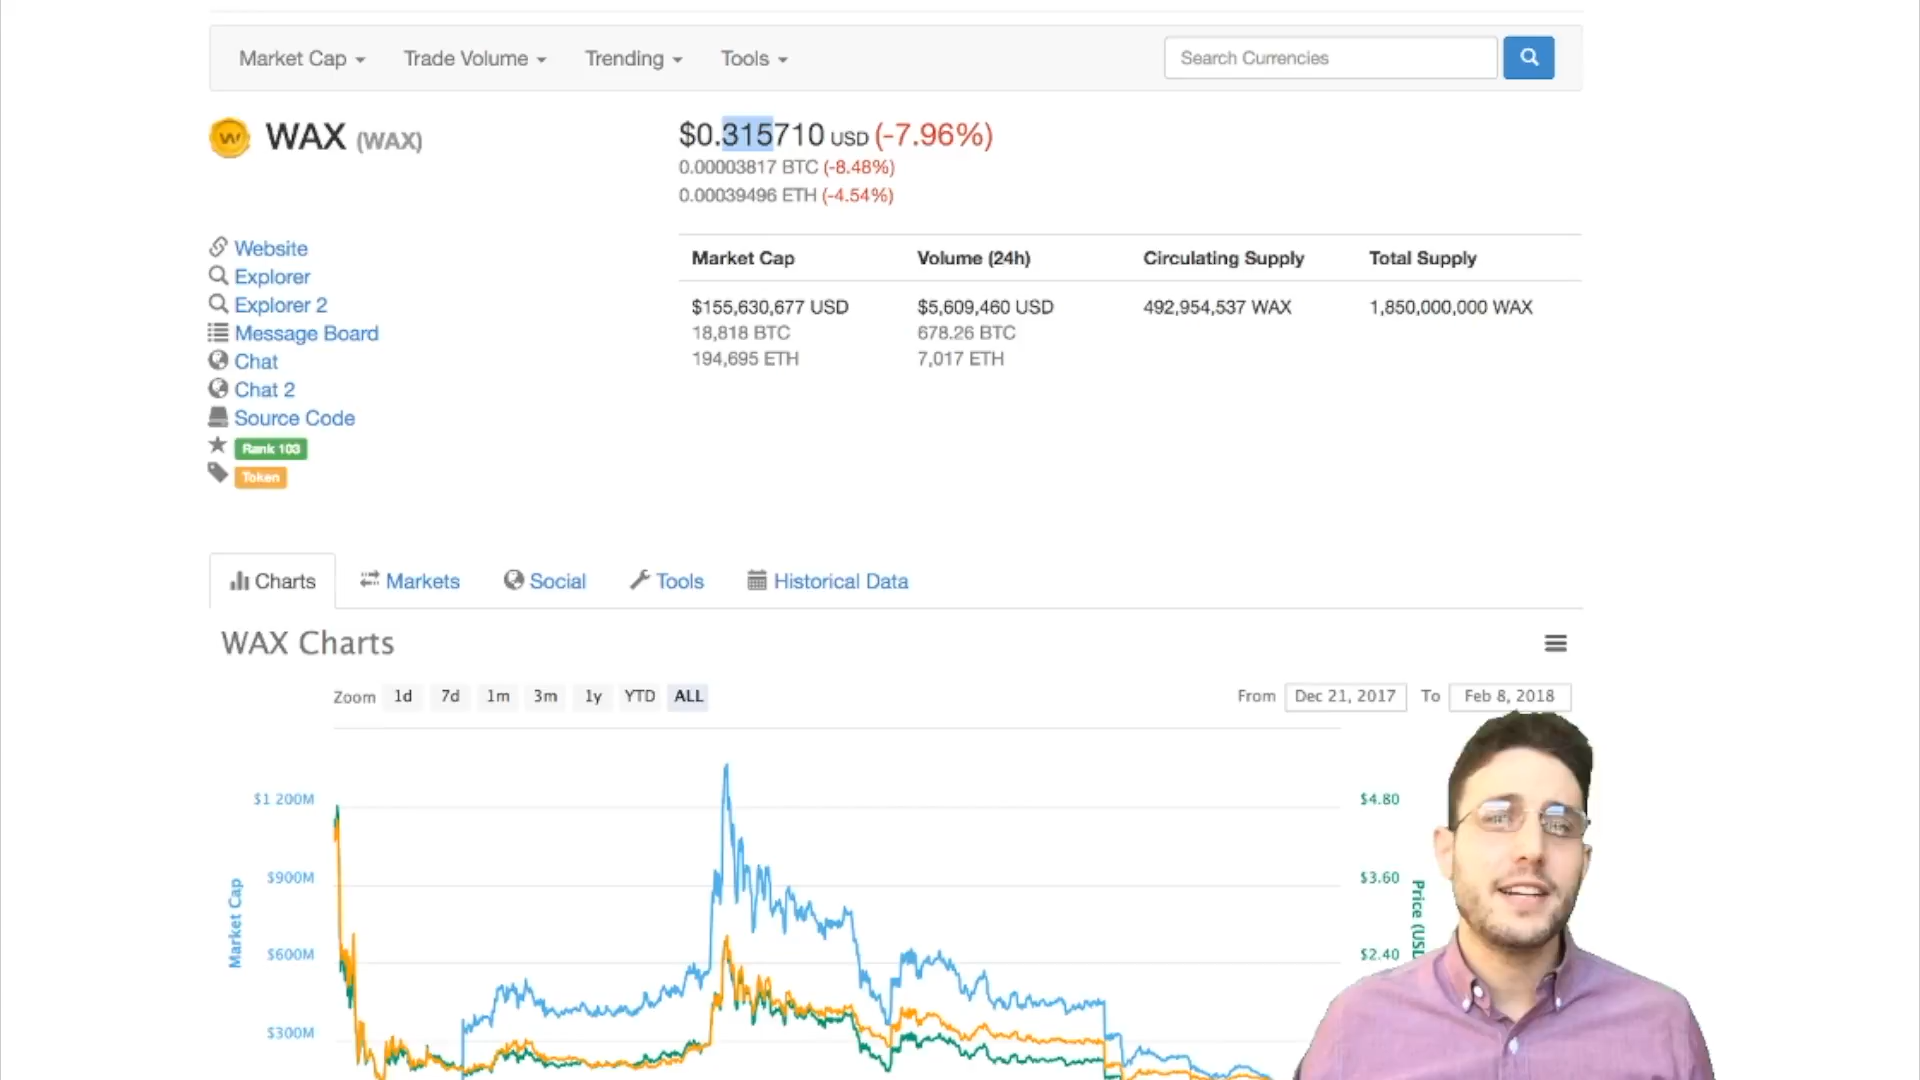 Market Cap Trade Volume Trending Tools Search Currencies
WAX (WAX)
$0.315710 USD (-7.96%)
0.00003817 BTC (-8.48%)
0.00039496 ETH (-4.54%)
Website
Explorer
Explorer 2
Message Board
Chat
Chat 2
Source Code
Rank 103
Token
Market Cap Volume (24h) Circulating Supply Total Supply
$155,630,677 USD $5,609,460 USD 492,954,537 WAX 1,850,000,000 WAX
18,818 BTC 678.26 BTC
194,695 ETH 7,017 ETH
Charts Markets Social Tools Historical Data
WAX Charts
Zoom 1d 7d 1m 3m 1y YTD ALL From Dec 21, 2017 To Feb 8, 2018
$1 200M $4.80
$900M $3.60
$600M $2.40
$300M
Market Cap
Price (USD